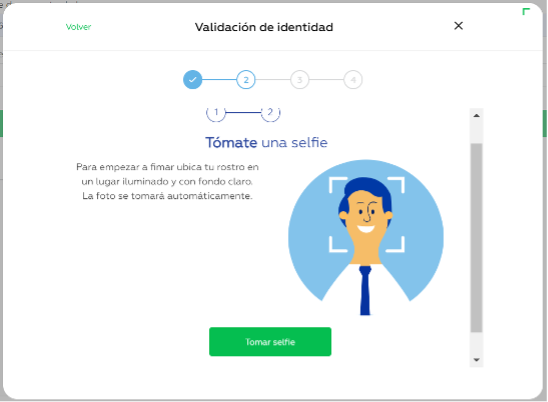 Volver
Validación de identidad
2
3
4
1
2
Tómate una selfie
Para empezar a fimar ubica tu rostro en
un lugar iluminado y con fondo claro.
La foto se tomará automáticamente.
Tomar selfie